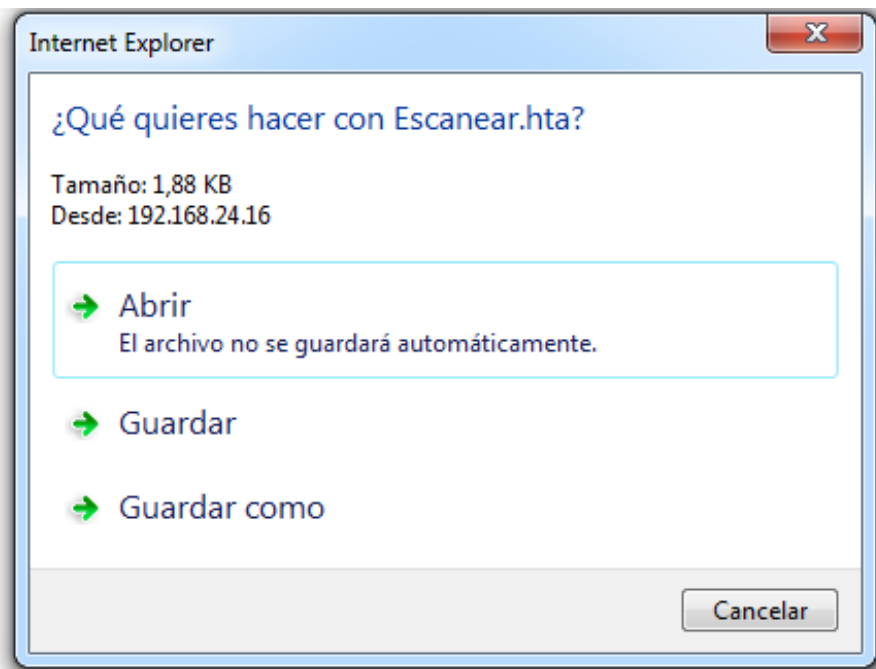 Internet Explorer
¿Qué quieres hacer con Escanear.hta?
Tamaño: 1,88 KB
Desde: 192.168.24.16
Abrir
El archivo no se guardará automáticamente.
Guardar
Guardar como
Cancelar